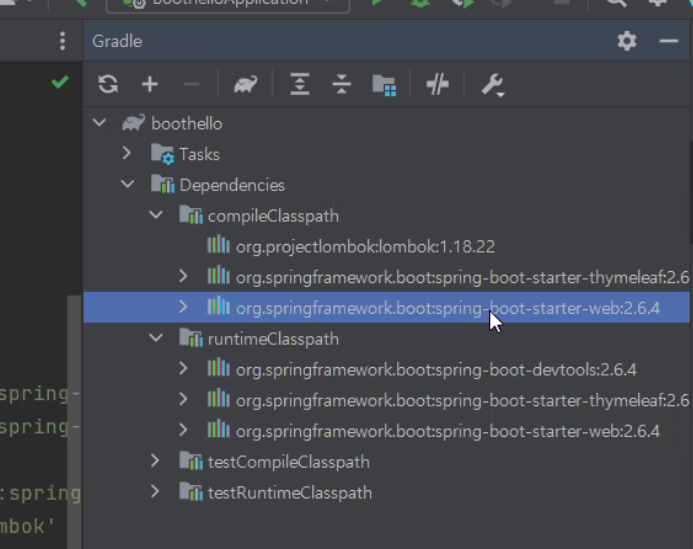 boothelloApplication
Gradle
boothello
Tasks
Dependencies
compileClasspath
org.projectlombok:lombok:1.18.22
org.springframework.boot:spring-boot-starter-thymeleaf:2.6
org.springframework.boot:spring-boot-starter-web:2.6.4
runtimeClasspath
org.springframework.boot:spring-boot-devtools:2.6.4
spring-
org.springframework.boot:spring-boot-starter-thymeleaf:2.6
spring-
org.springframework.boot:spring-boot-starter-web:2.6.4
testCompileClasspath
:spring
testRuntimeClasspath
mbok'